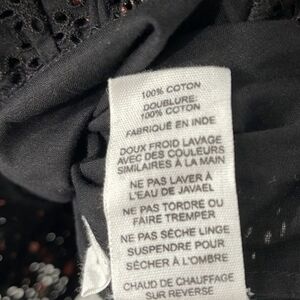 100% COTON
DOUBLURE:
100% COTON
FABRIQUÉ EN INDE
DOUX FROID LAVAGE
AVEC DES COULEURS
SIMILAIRES À LA MAIN
NE PAS LAVER À
L'EAU DE JAVAEL
NE PAS TORDRE OU
FAIRE TREMPER
NE PAS SÈCHE LINGE
SUSPENDRE POUR
SÉCHER À L'OMBRE
CHAUD DE CHAUFFAGE
SUR REVERSE